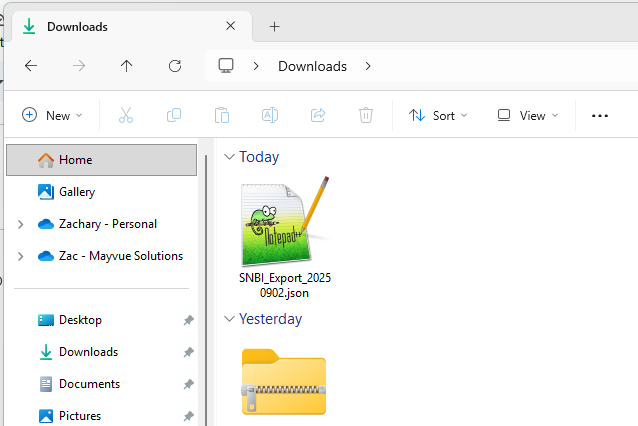 Downloads
Downloads
New
Sort
View
Home
Gallery
Zachary - Personal
Zac - Mayvue Solutions
Desktop
Downloads
Documents
Pictures
Today
Notepad++
SNBI_Export_2025
0902.json
Yesterday